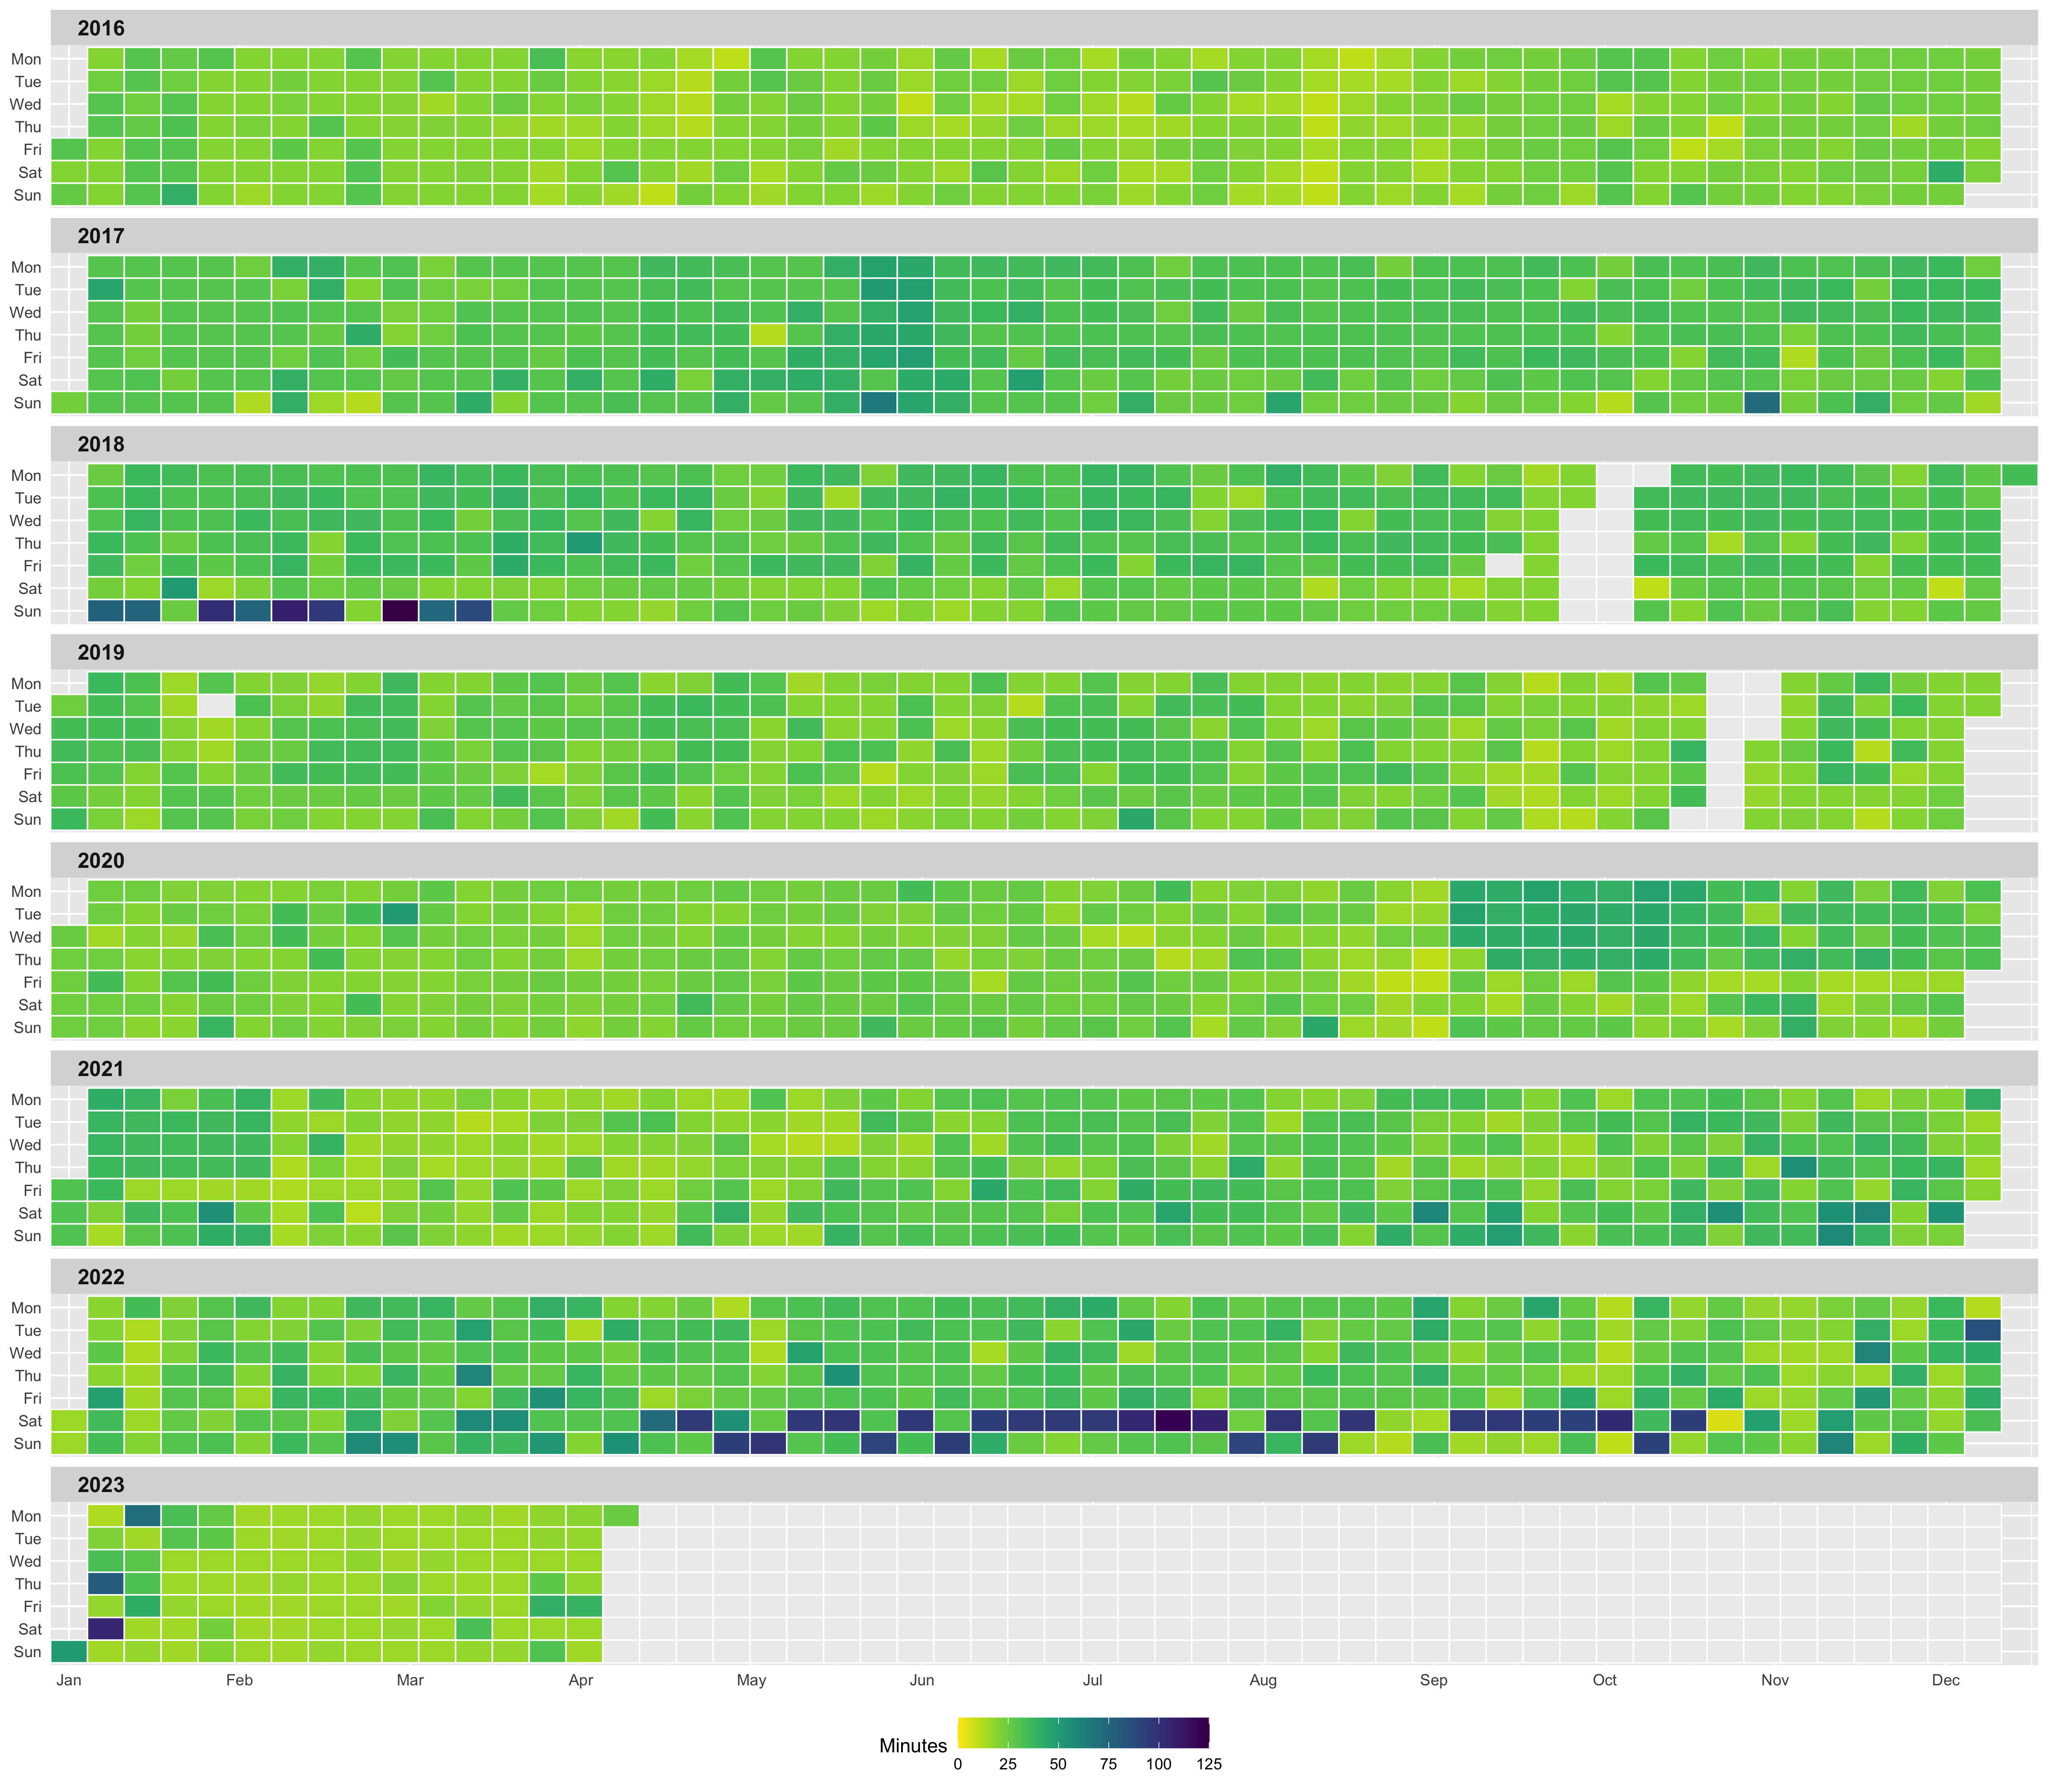 2016
Mon
Tue
Wed
Thu
Fri
Sat
Sun
2017
Mon
Tue
Wed
Thu
Fri
Sat
Sun
2018
Mon
Tue
Wed
Thu
Fri
Sat
Sun
2019
Mon
Tue
Wed
Thu
Fri
Sat
Sun
2020
Mon
Tue
Wed
Thu
Fri
Sat
Sun
2021
Mon
Tue
Wed
Thu
Fri
Sat
Sun
2022
Mon
Tue
Wed
Thu
Fri
Sat
Sun
2023
Mon
Tue
Wed
Thu
Fri
Sat
Sun
Jan Feb Mar Apr May Jun Jul Aug Sep Oct Nov Dec
Minutes
0 25 50 75 100 125